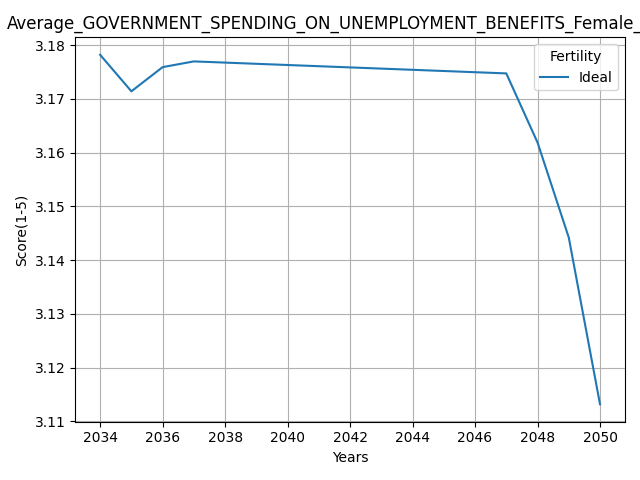 Average_GOVERNMENT_SPENDING_ON_UNEMPLOYMENT_BENEFITS_Female_
Fertility
Ideal
3.18
3.17
3.16
3.15
3.14
3.13
3.12
3.11
Score(1-5)
2034 2036 2038 2040 2042 2044 2046 2048 2050
Years